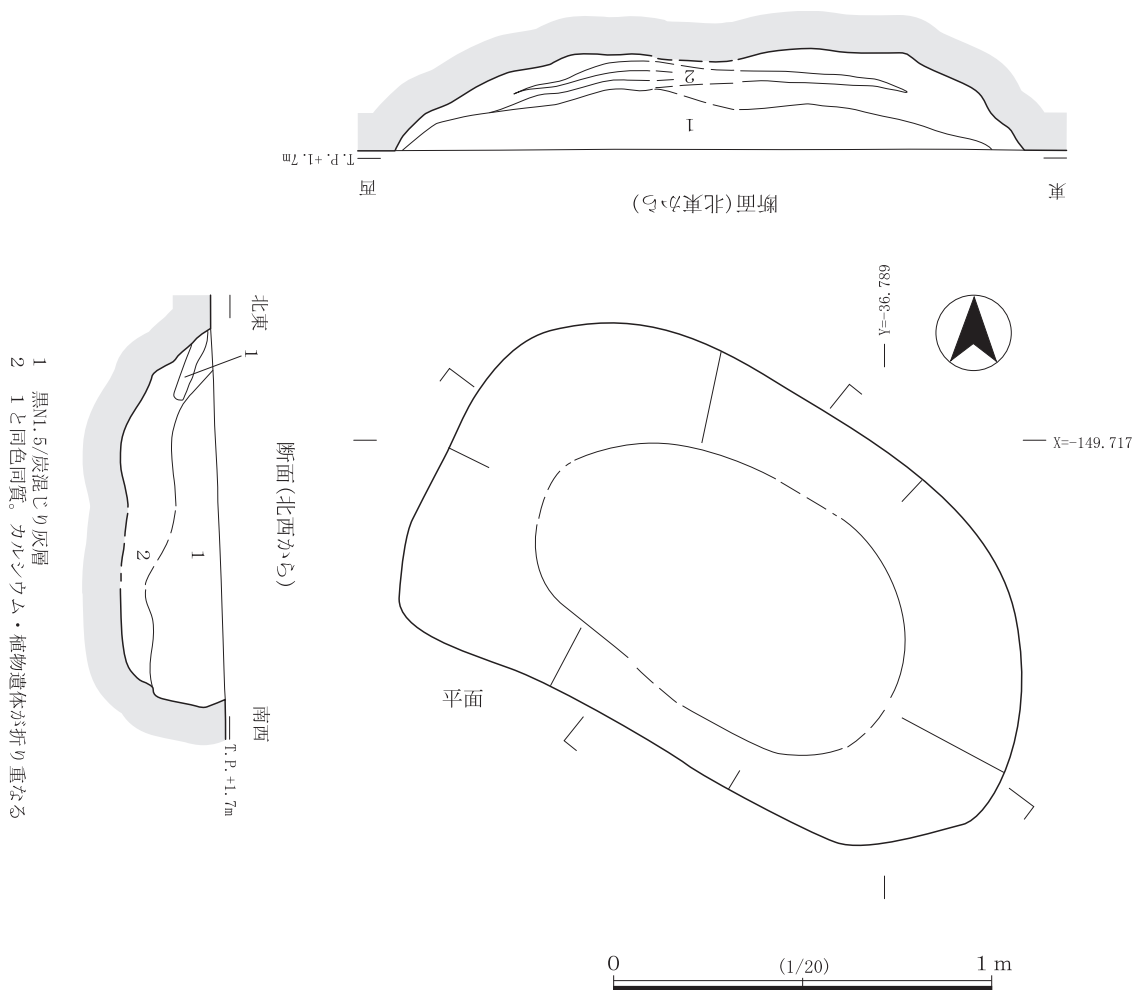 2
1
T.P.+1.7m
西
東
断面(北東から)
Y=-36.789
X=-149.717
北東
1
断面(北西から)
1
2
南西
T.P.+1.7m
1 黒N1.5/炭混じり灰層
2 1と同色同質。カルシウム・植物遺体が折り重なる
平面
0
(1/20)
1 m